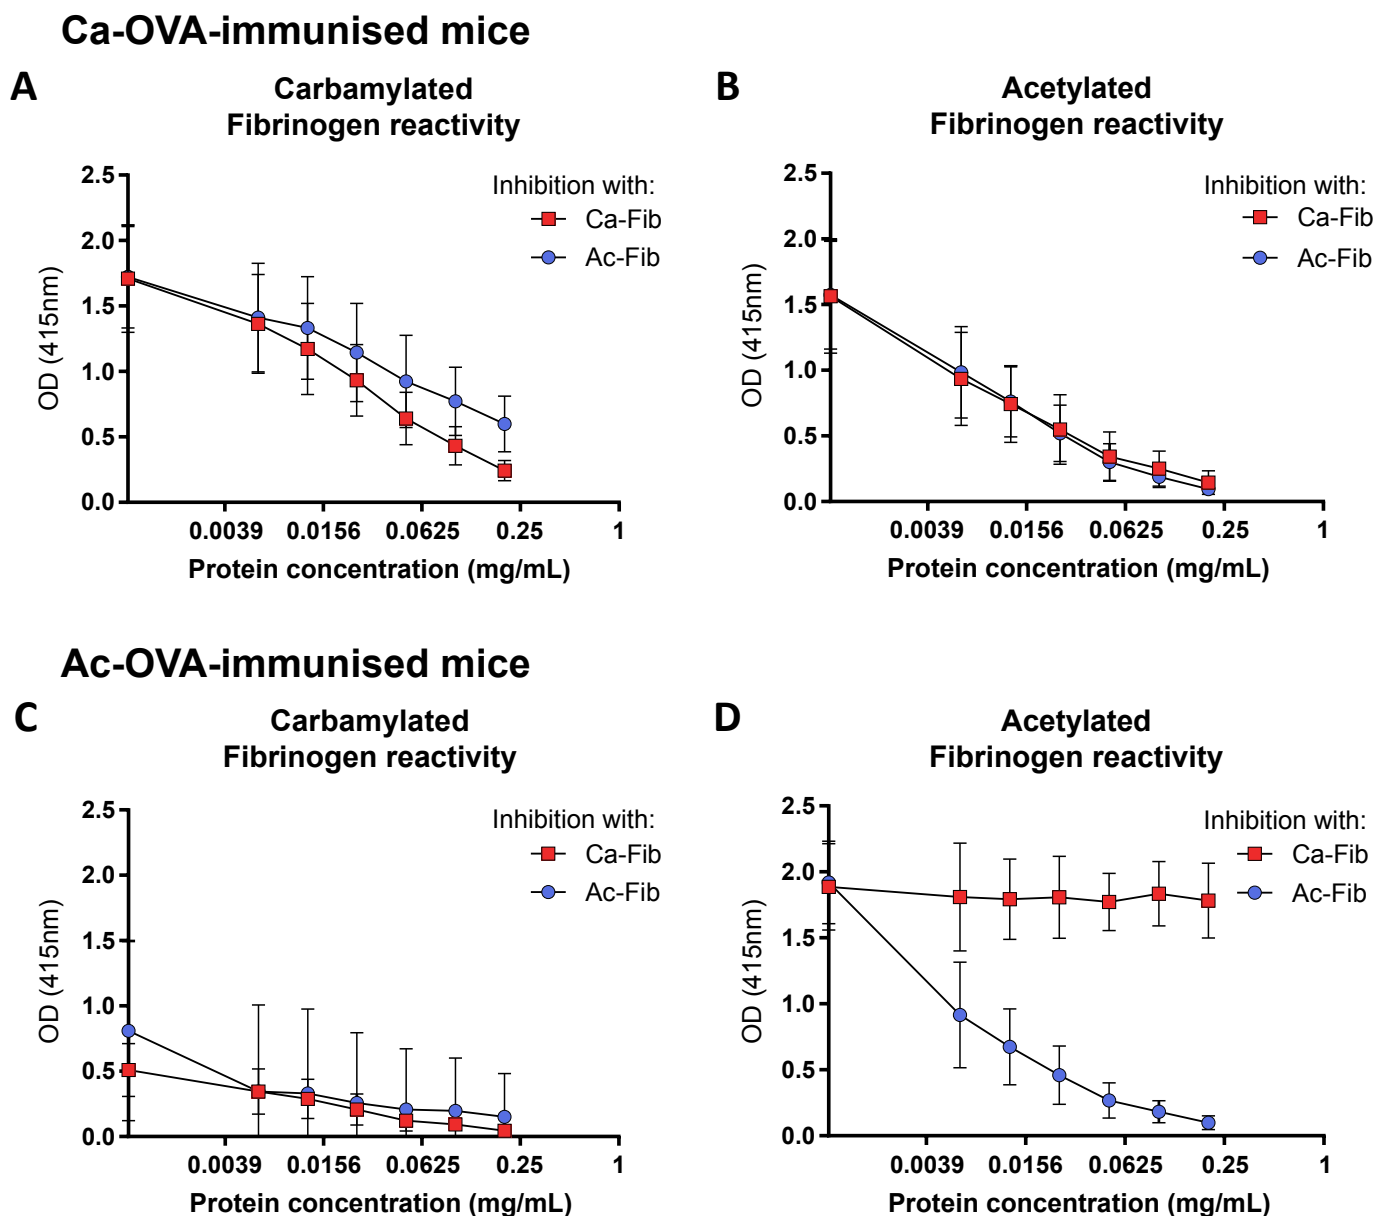 Ca-OVA-immunised mice
A
Carbamylated
Fibrinogen reactivity
2.5
2.0
1.5
1.0
0.5
0.0
OD (415nm)
Inhibition with:
Ca-Fib
Ac-Fib
0.0039 0.0156 0.0625 0.25 1
Protein concentration (mg/mL)
B
Acetylated
Fibrinogen reactivity
2.5
2.0
1.5
1.0
0.5
0.0
OD (415nm)
Inhibition with:
Ca-Fib
Ac-Fib
0.0039 0.0156 0.0625 0.25 1
Protein concentration (mg/mL)
Ac-OVA-immunised mice
C
Carbamylated
Fibrinogen reactivity
2.5
2.0
1.5
1.0
0.5
0.0
OD (415nm)
Inhibition with:
Ca-Fib
Ac-Fib
0.0039 0.0156 0.0625 0.25 1
Protein concentration (mg/mL)
D
Acetylated
Fibrinogen reactivity
2.5
2.0
1.5
1.0
0.5
0.0
OD (415nm)
Inhibition with:
Ca-Fib
Ac-Fib
0.0039 0.0156 0.0625 0.25 1
Protein concentration (mg/mL)